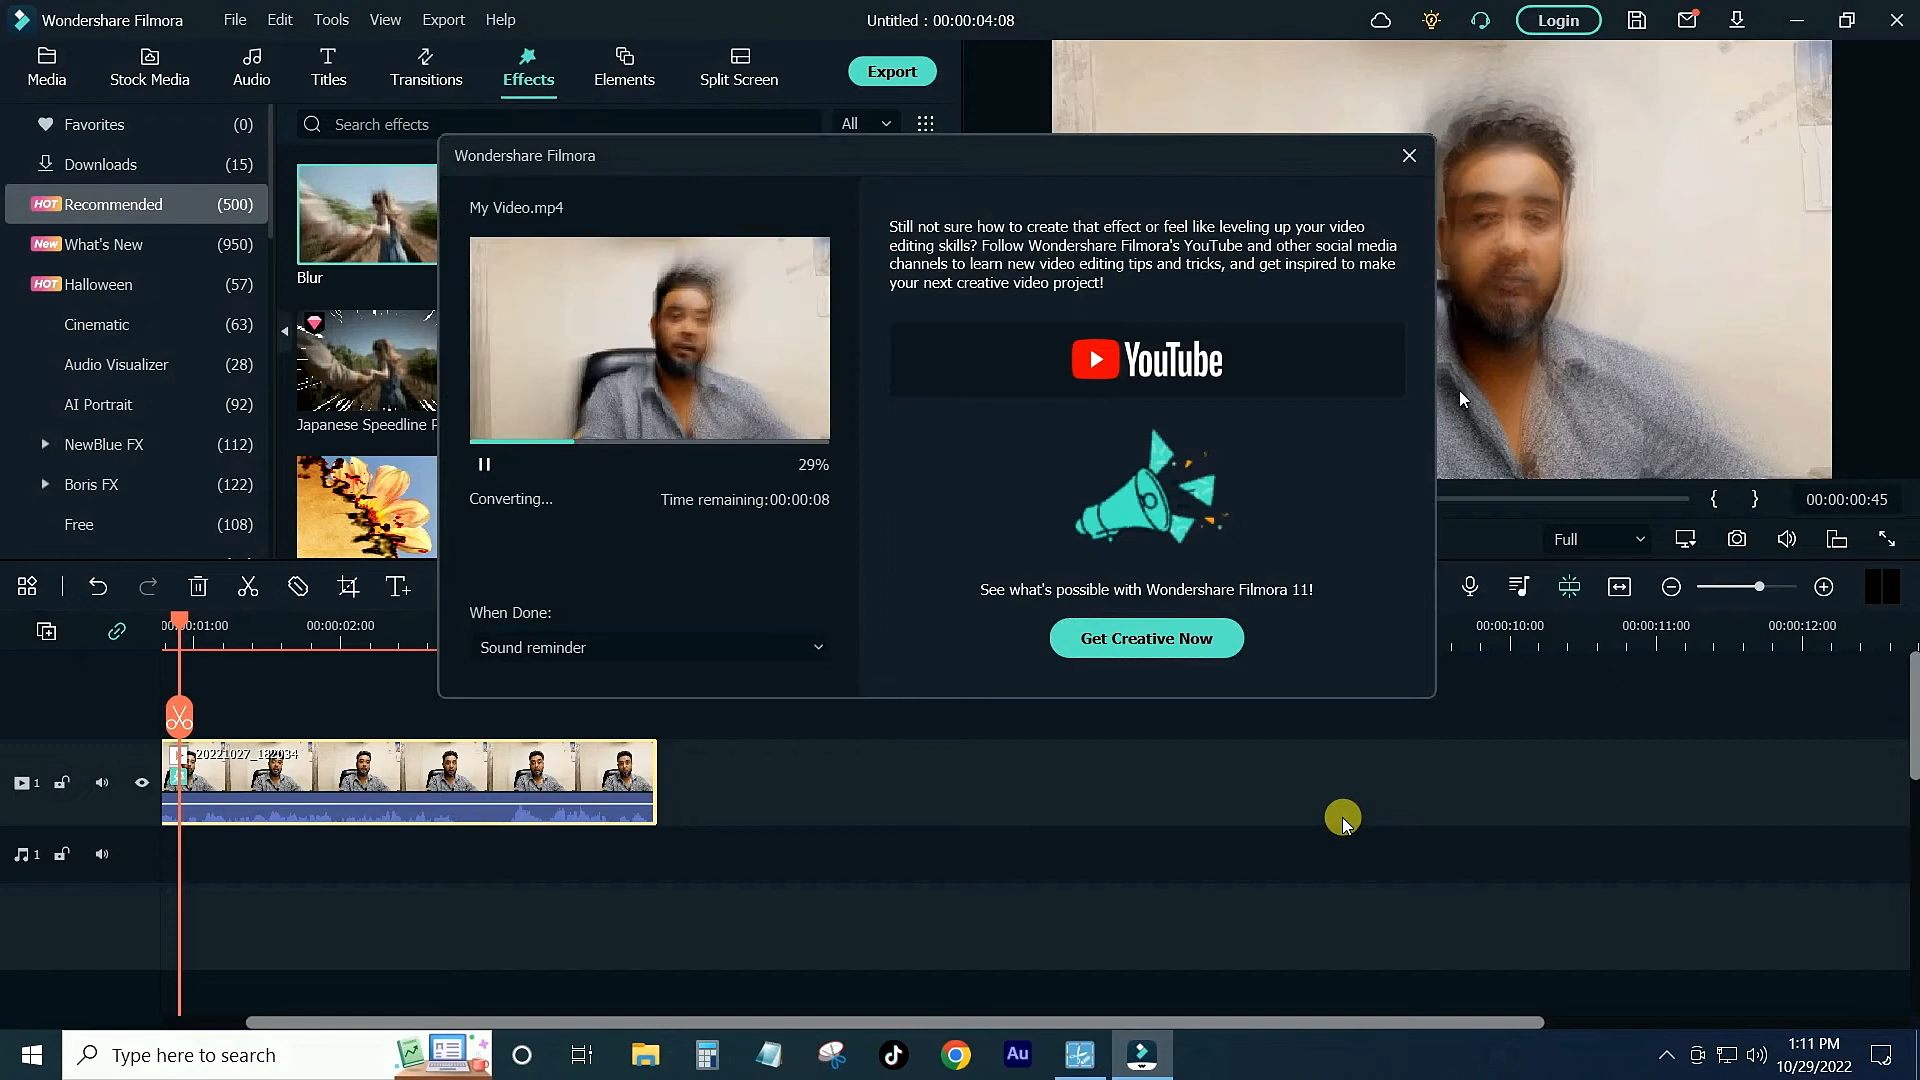 Wondershare Filmora File Edit Tools View Export Help Untitled : 00:00:04:08 Login
Media Stock Media Audio Titles Transitions Effects Elements Split Screen Export
Favorites (0)
Downloads (15)
HOT Recommended (500)
New What's New (950)
HOT Halloween (57)
Cinematic (63)
Audio Visualizer (28)
AI Portrait (92)
NewBlue FX (112)
Boris FX (122)
Free (108)
Search effects All
Blur
Japanese Speedline
Wondershare Filmora
My Video.mp4
29%
Converting... Time remaining:00:00:08
When Done:
Sound reminder
Still not sure how to create that effect or feel like leveling up your video
editing skills? Follow Wondershare Filmora's YouTube and other social media
channels to learn new video editing tips and tricks, and get inspired to make
your next creative video project!
YouTube
See what's possible with Wondershare Filmora 11!
Get Creative Now
{ } 00:00:00:45
Full
00:00:01:00 00:00:02:00 00:00:10:00 00:00:11:00 00:00:12:00
20221027_182034
1
1
Type here to search
Au
1:11 PM
10/29/2022